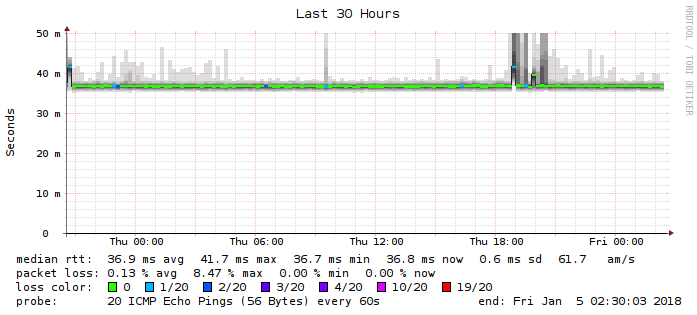 Last 30 Hours
RRDTOOL / TOBI OETIKER
Seconds
50 m
40 m
30 m
20 m
10 m
0
Thu 00:00 Thu 06:00 Thu 12:00 Thu 18:00 Fri 00:00
median rtt: 36.9 ms avg 41.7 ms max 36.7 ms min 36.8 ms now 0.6 ms sd 61.7 am/s
packet loss: 0.13 % avg 8.47 % max 0.00 % min 0.00 % now
loss color: 0 1/20 2/20 3/20 4/20 10/20 19/20
probe: 20 ICMP Echo Pings (56 Bytes) every 60s end: Fri Jan 5 02:30:03 2018